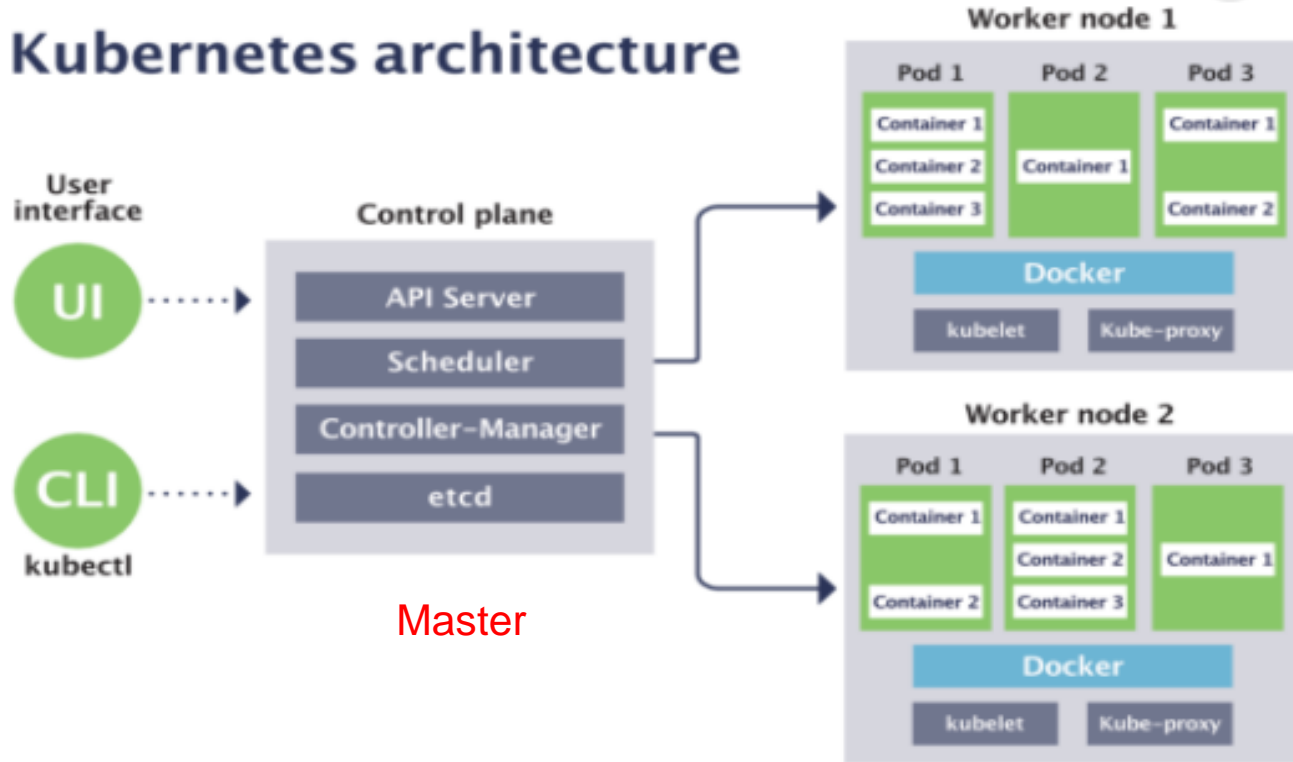 Kubernetes architecture
User
interface
UI
CLI
kubectl
Control plane
API Server
Scheduler
Controller-Manager
etcd
Master
Worker node 1
Pod 1
Container 1
Container 2
Container 3
Pod 2
Container 1
Pod 3
Container 1
Container 2
Docker
kubelet
Kube-proxy
Worker node 2
Pod 1
Container 1
Container 2
Pod 2
Container 1
Container 2
Container 3
Pod 3
Container 1
Docker
kubelet
Kube-proxy